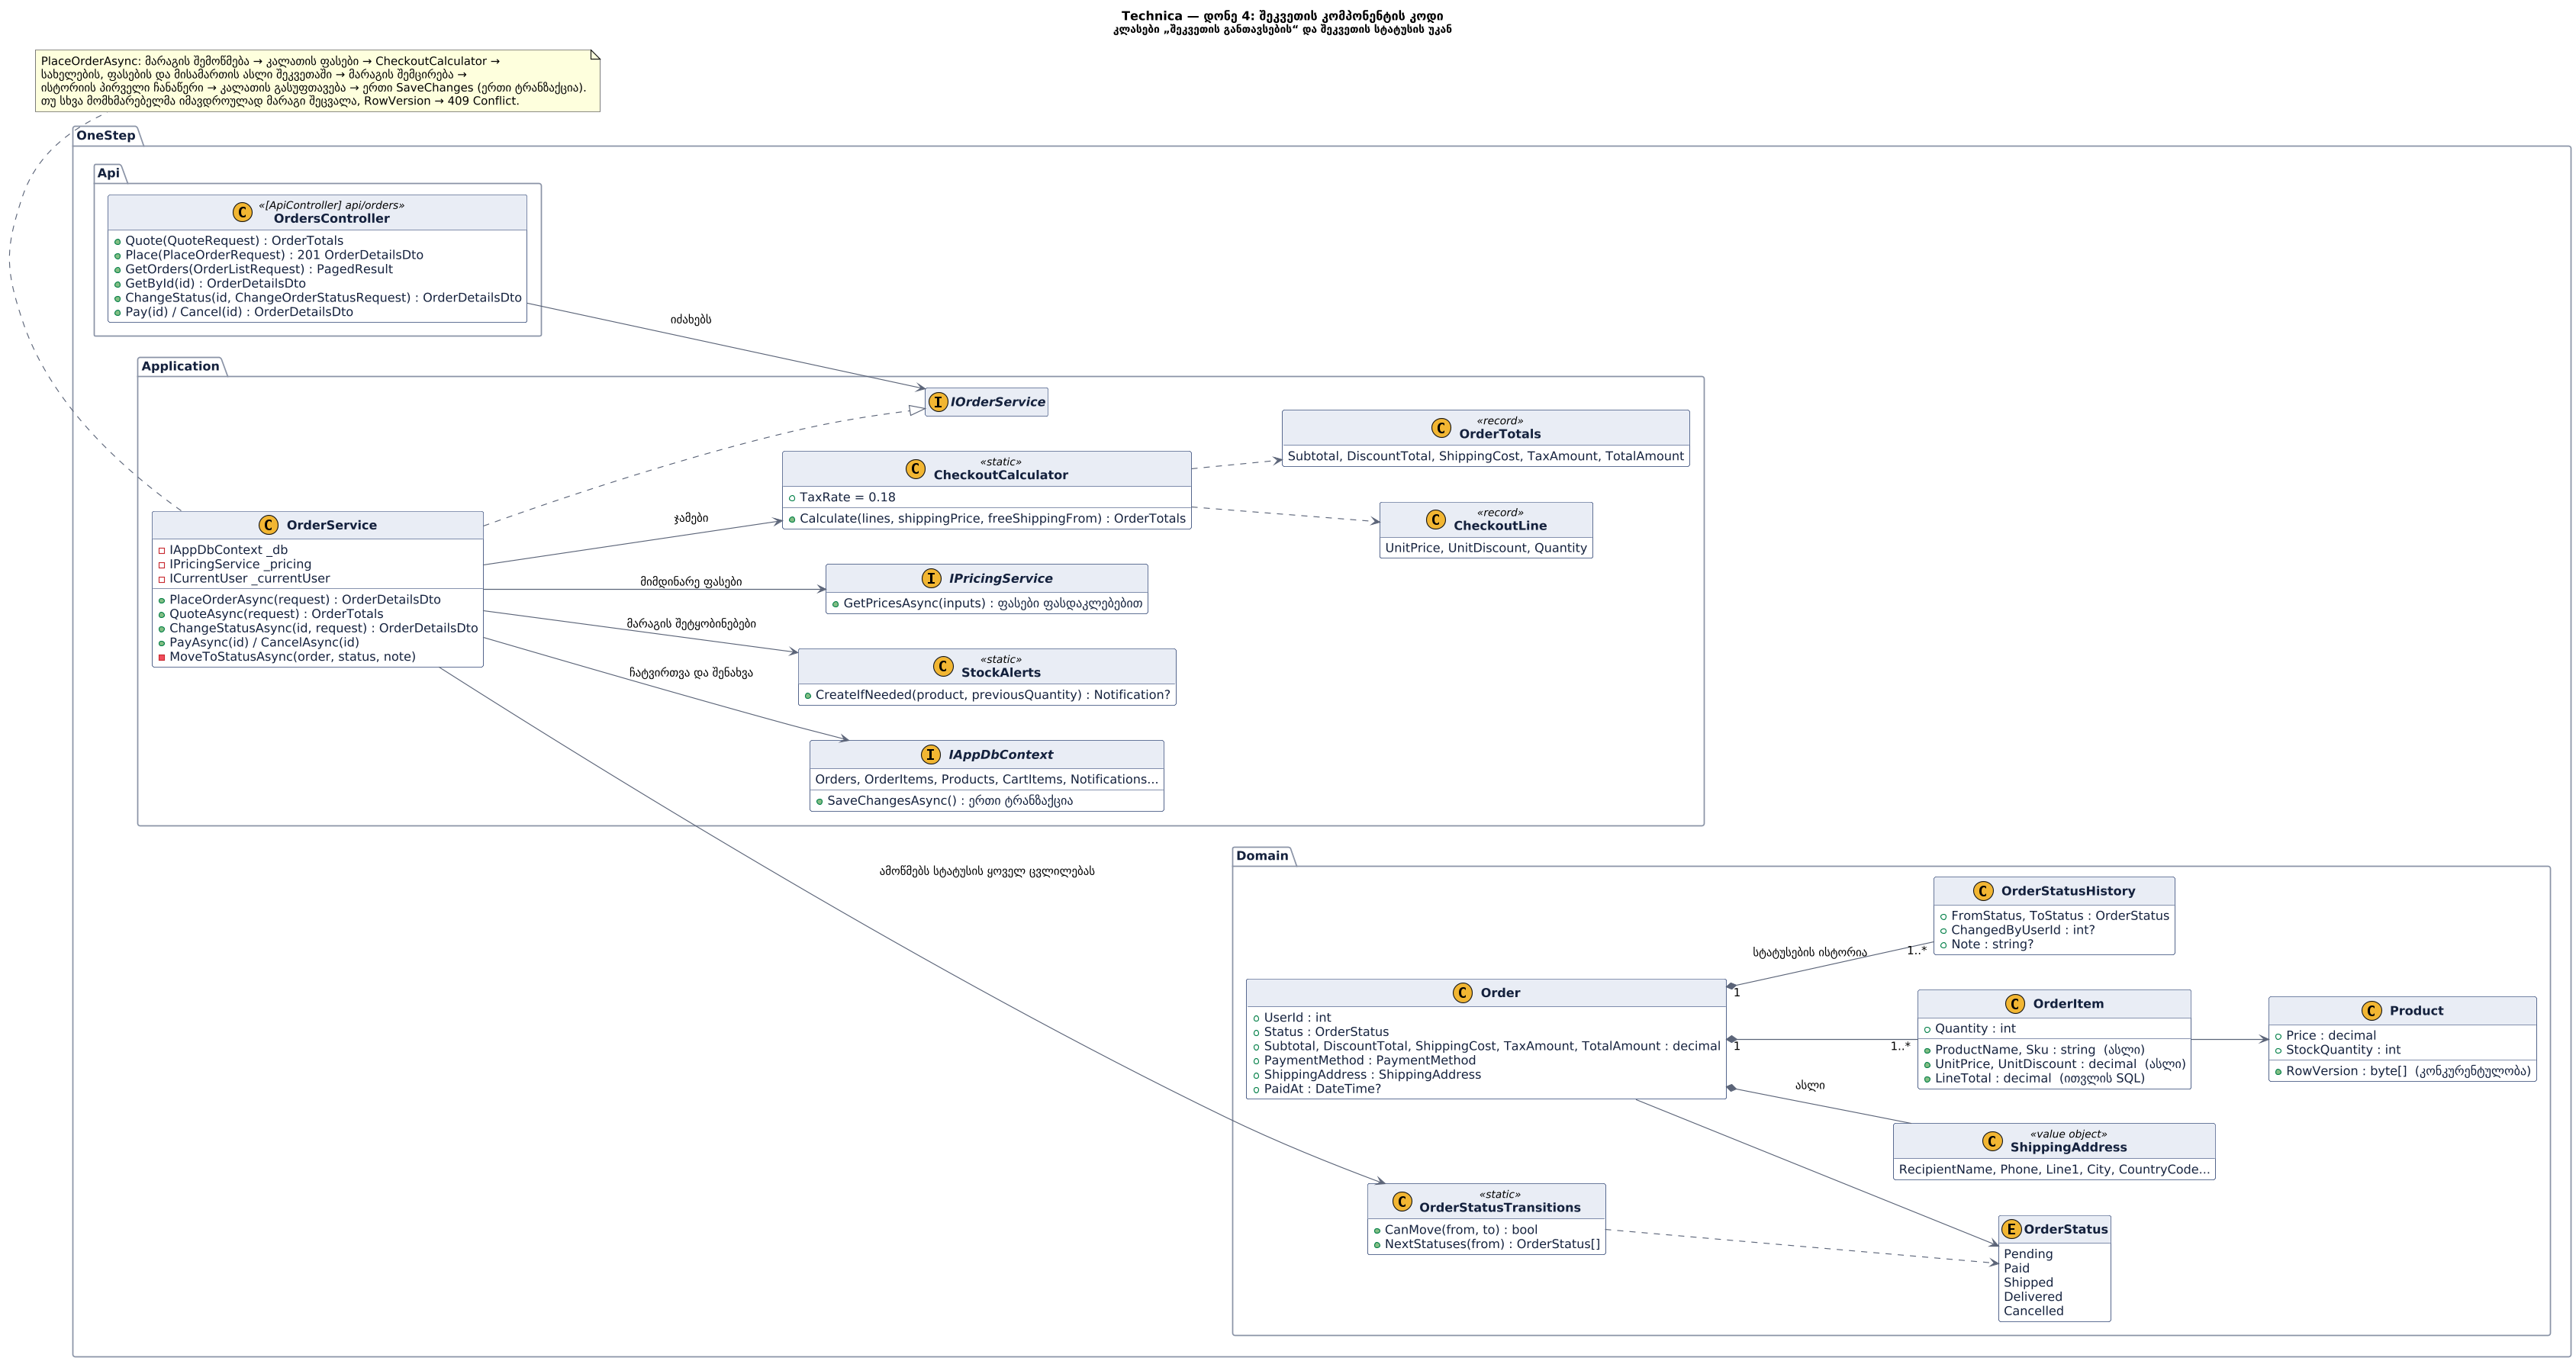 Technica — დონე 4: შეკვეთის კომპონენტის კოდი
კლასები „შეკვეთის განთავსების“ და შეკვეთის სტატუსის უკან
PlaceOrderAsync: მარაგის შემოწმება → კალათის ფასები → CheckoutCalculator →
სახელების, ფასების და მისამართის ასლი შეკვეთაში → მარაგის შემცირება →
ისტორიის პირველი ჩანაწერი → კალათის გასუფთავება → ერთი SaveChanges (ერთი ტრანზაქცია).
თუ სხვა მომხმარებელმა იმავდროულად მარაგი შეცვალა, RowVersion → 409 Conflict.
OneStep
Api
«[ApiController] api/orders»
C OrdersController
Quote(QuoteRequest) : OrderTotals
Place(PlaceOrderRequest) : 201 OrderDetailsDto
GetOrders(OrderListRequest) : PagedResult
GetById(id) : OrderDetailsDto
ChangeStatus(id, ChangeOrderStatusRequest) : OrderDetailsDto
Pay(id) / Cancel(id) : OrderDetailsDto
იძახებს
Application
I IOrderService
«record»
C OrderTotals
Subtotal, DiscountTotal, ShippingCost, TaxAmount, TotalAmount
«static»
C CheckoutCalculator
TaxRate = 0.18
Calculate(lines, shippingPrice, freeShippingFrom) : OrderTotals
«record»
C CheckoutLine
UnitPrice, UnitDiscount, Quantity
C OrderService
IAppDbContext _db
IPricingService _pricing
ICurrentUser _currentUser
PlaceOrderAsync(request) : OrderDetailsDto
QuoteAsync(request) : OrderTotals
ChangeStatusAsync(id, request) : OrderDetailsDto
PayAsync(id) / CancelAsync(id)
MoveToStatusAsync(order, status, note)
ჯამები
მიმდინარე ფასები
მარაგის შეტყობინებები
ჩატვირთვა და შენახვა
I IPricingService
GetPricesAsync(inputs) : ფასები ფასდაკლებებით
«static»
C StockAlerts
CreateIfNeeded(product, previousQuantity) : Notification?
I IAppDbContext
Orders, OrderItems, Products, CartItems, Notifications...
SaveChangesAsync() : ერთი ტრანზაქცია
ამოწმებს სტატუსის ყოველ ცვლილებას
Domain
C OrderStatusHistory
FromStatus, ToStatus : OrderStatus
ChangedByUserId : int?
Note : string?
სტატუსების ისტორია
1..*
1
C Order
UserId : int
Status : OrderStatus
Subtotal, DiscountTotal, ShippingCost, TaxAmount, TotalAmount : decimal
PaymentMethod : PaymentMethod
ShippingAddress : ShippingAddress
PaidAt : DateTime?
1
1..*
C OrderItem
Quantity : int
ProductName, Sku : string (ასლი)
UnitPrice, UnitDiscount : decimal (ასლი)
LineTotal : decimal (ითვლის SQL)
C Product
Price : decimal
StockQuantity : int
RowVersion : byte[] (კონკურენტულობა)
ასლი
«value object»
C ShippingAddress
RecipientName, Phone, Line1, City, CountryCode...
«static»
C OrderStatusTransitions
CanMove(from, to) : bool
NextStatuses(from) : OrderStatus[]
E OrderStatus
Pending
Paid
Shipped
Delivered
Cancelled